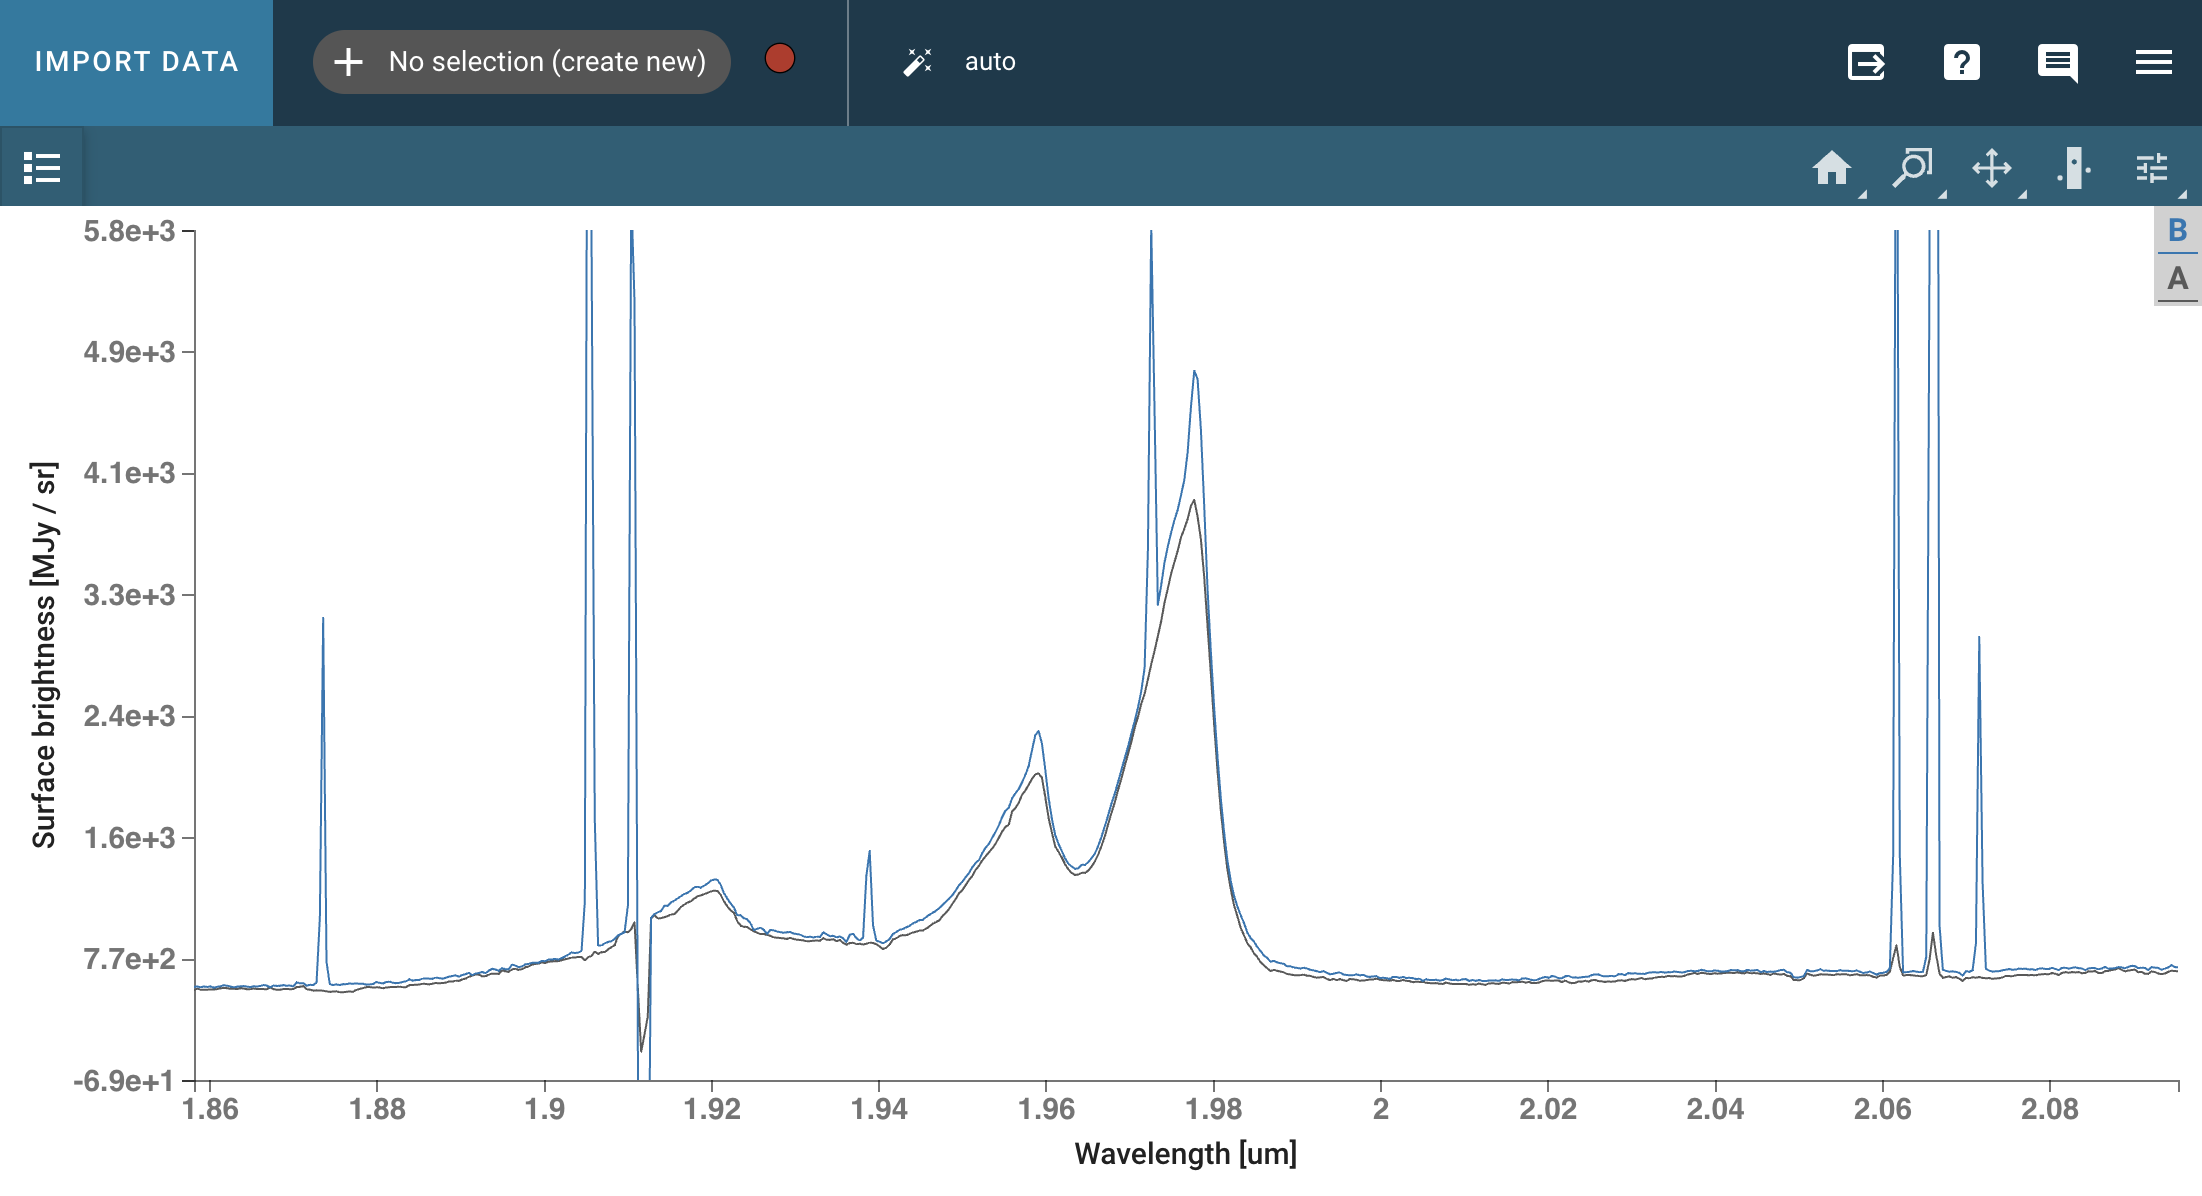 IMPORT DATA
No selection (create new)
auto
B
A
5.8e+3
4.9e+3
4.1e+3
3.3e+3
2.4e+3
1.6e+3
7.7e+2
-6.9e+1
Surface brightness [MJy / sr]
1.86 1.88 1.9 1.92 1.94 1.96 1.98 2 2.02 2.04 2.06 2.08
Wavelength [um]